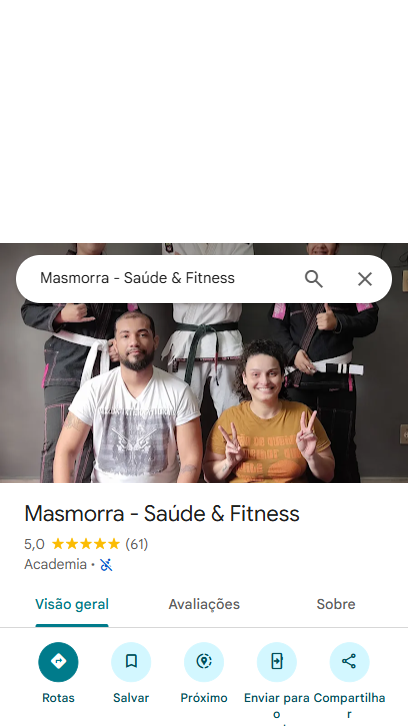 Masmorra - Saúde & Fitness
Masmorra - Saúde & Fitness
5,0 (61)
Academia ·
Visão geral Avaliações Sobre
Rotas Salvar Próximo Enviar para o Compartilhar